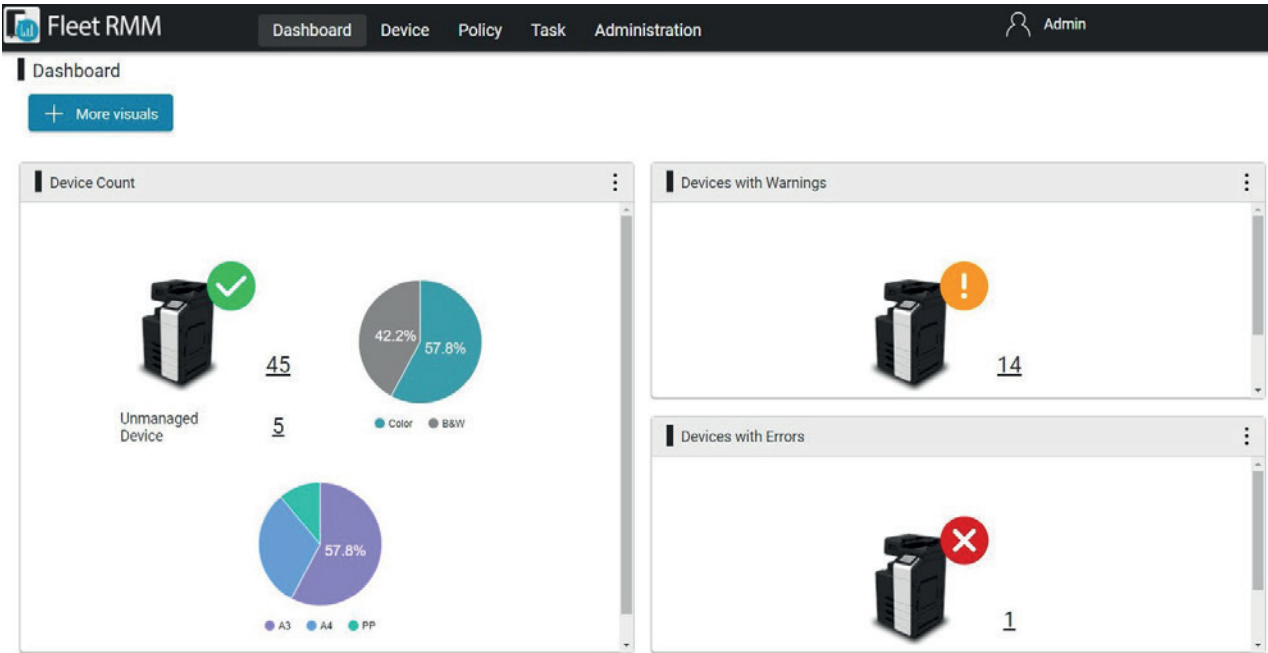 Fleet RMM
Dashboard Device Policy Task Administration
Admin
Dashboard
+ More visuals
Device Count
45
Unmanaged
Device
5
42.2%
57.8%
Color B&W
57.8%
A3 A4 PP
Devices with Warnings
14
Devices with Errors
1